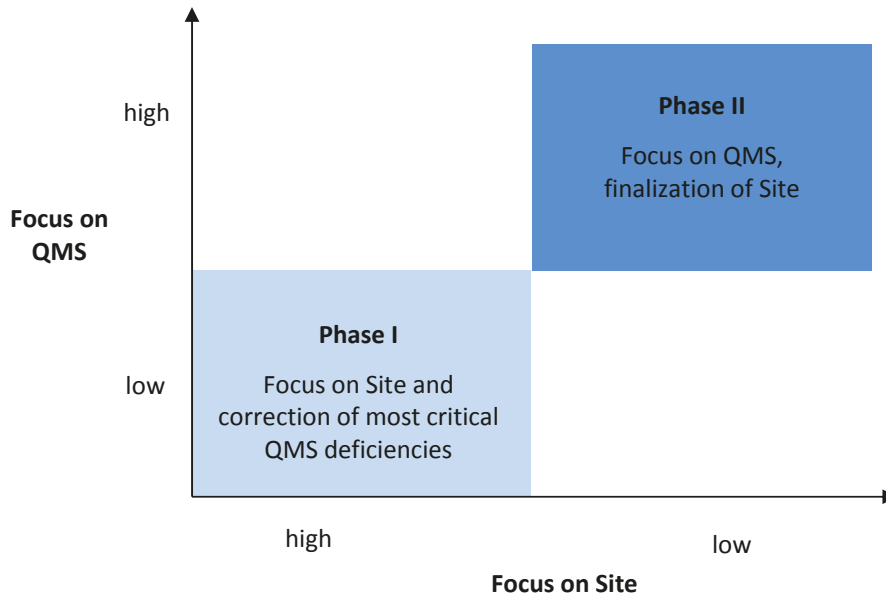 high
Phase II
Focus on QMS,
finalization of Site
Focus on
QMS
Phase I
Focus on Site and
correction of most critical
QMS deficiencies
low
high
low
Focus on Site